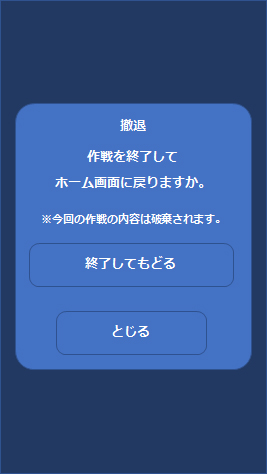 撤退
作戦を終了して
ホーム画面に戻りますか。
※今回の作戦の内容は破棄されます。
終了してもどる
とじる